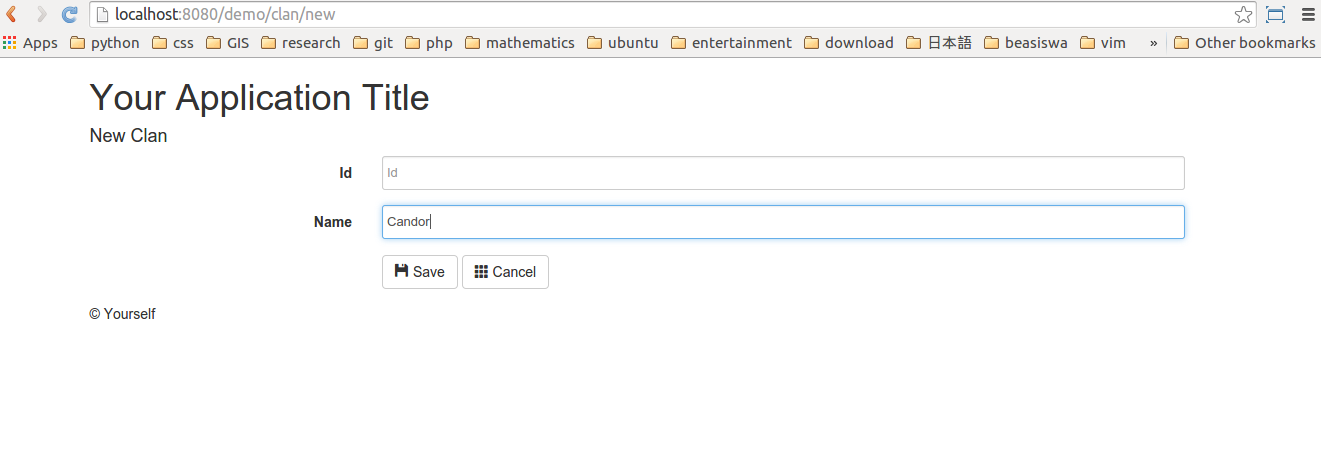 localhost:8080/demo/clan/new
Apps python css GIS research git php mathematics ubuntu entertainment download 日本語 beasiswa vim » Other bookmarks
Your Application Title
New Clan
Id Id
Name Candor
Save Cancel
© Yourself